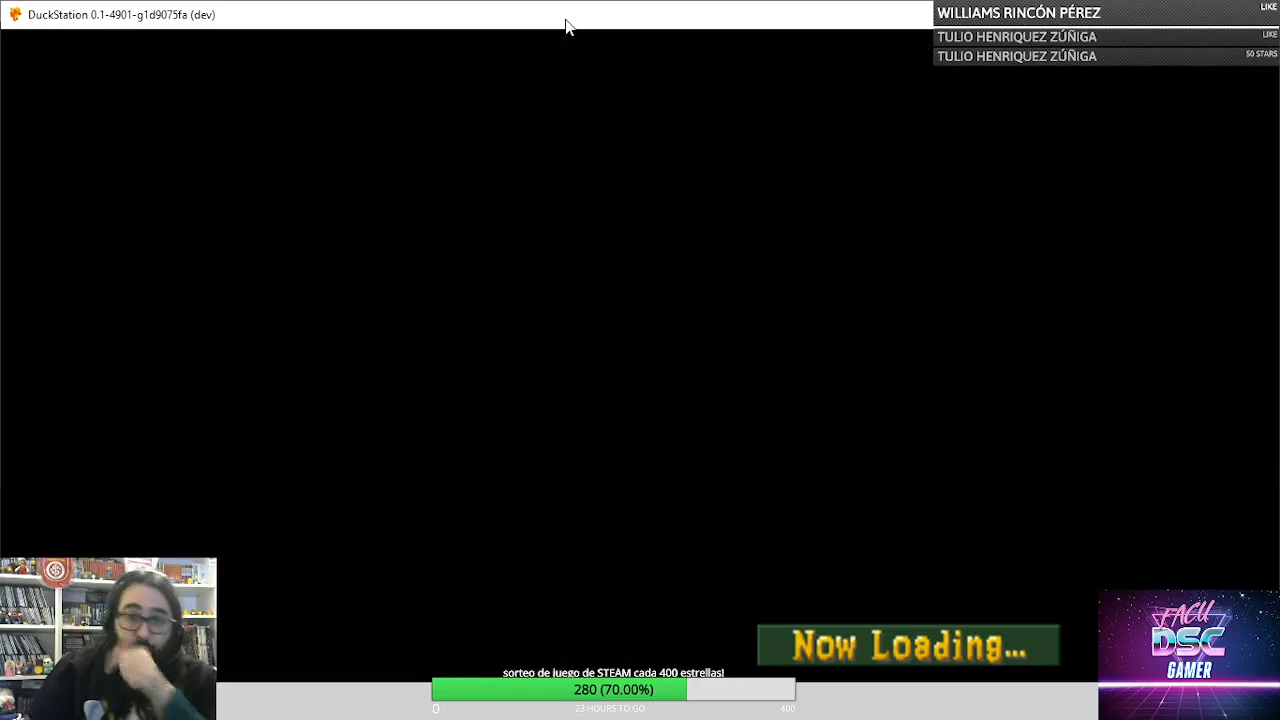 DuckStation 0.1-4901-g1d9075fa (dev)
WILLIAMS RINCÓN PÉREZ LIKE
TULIO HENRIQUEZ ZÚÑIGA LIKE
TULIO HENRIQUEZ ZÚÑIGA 50 STARS
Now Loading...
sorteo de juego de STEAM cada 400 estrellas!
280 (70.00%)
0 23 HOURS TO GO 400
FACU
DSC
GAMER